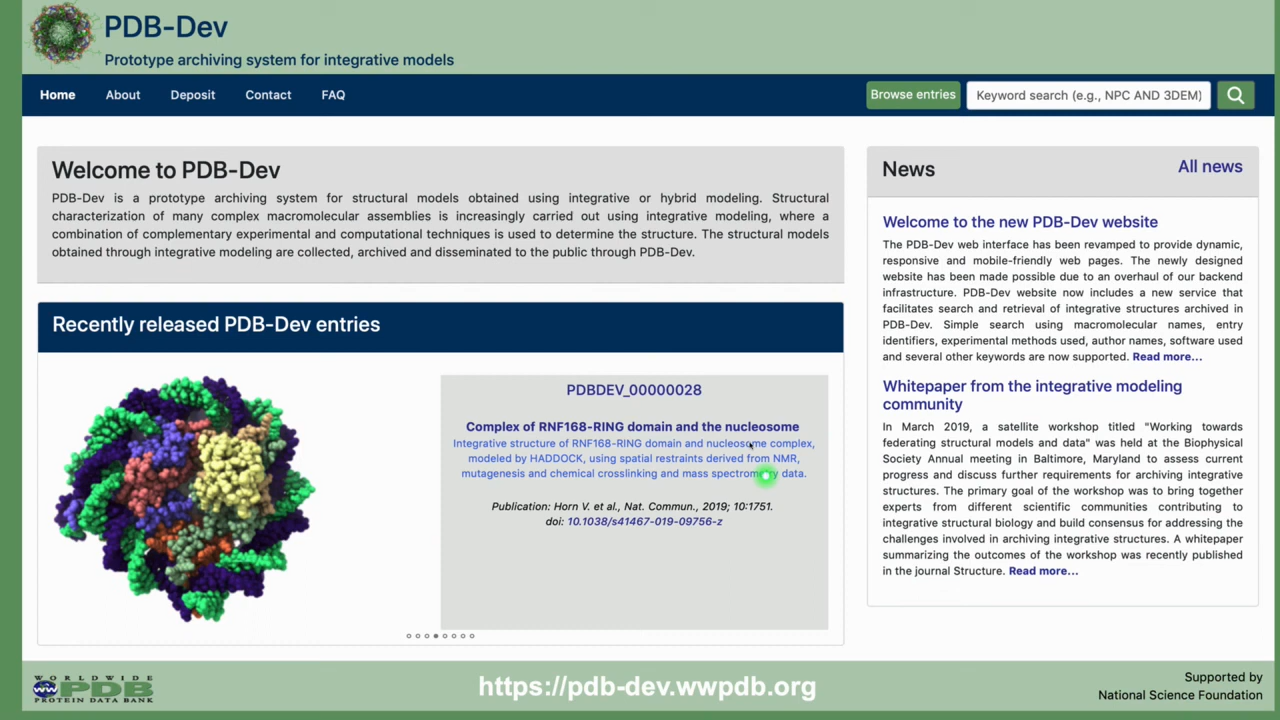 PDB-Dev
Prototype archiving system for integrative models
Home About Deposit Contact FAQ
Browse entries
Keyword search (e.g., NPC AND 3DEM)
Welcome to PDB-Dev
PDB-Dev is a prototype archiving system for structural models obtained using integrative or hybrid modeling. Structural
characterization of many complex macromolecular assemblies is increasingly carried out using integrative modeling, where a
combination of complementary experimental and computational techniques is used to determine the structure. The structural models
obtained through integrative modeling are collected, archived and disseminated to the public through PDB-Dev.
Recently released PDB-Dev entries
PDBDEV_00000028
Complex of RNF168-RING domain and the nucleosome
Integrative structure of RNF168-RING domain and nucleosome complex,
modeled by HADDOCK, using spatial restraints derived from NMR,
mutagenesis and chemical crosslinking and mass spectrometry data.
Publication: Horn V. et al., Nat. Commun., 2019; 10:1751.
doi: 10.1038/s41467-019-09756-z
News
All news
Welcome to the new PDB-Dev website
The PDB-Dev web interface has been revamped to provide dynamic,
responsive and mobile-friendly web pages. The newly designed
website has been made possible due to an overhaul of our backend
infrastructure. PDB-Dev website now includes a new service that
facilitates search and retrieval of integrative structures archived in
PDB-Dev. Simple search using macromolecular names, entry
identifiers, experimental methods used, author names, software used
and several other keywords are now supported. Read more...
Whitepaper from the integrative modeling
community
In March 2019, a satellite workshop titled "Working towards
federating structural models and data" was held at the Biophysical
Society Annual meeting in Baltimore, Maryland to assess current
progress and discuss further requirements for archiving integrative
structures. The primary goal of the workshop was to bring together
experts from different scientific communities contributing to
integrative structural biology and build consensus for addressing the
challenges involved in archiving integrative structures. A whitepaper
summarizing the outcomes of the workshop was recently published
in the journal Structure. Read more...
WORLDWIDE
ww PDB
PROTEIN DATA BANK
https://pdb-dev.wwpdb.org
Supported by
National Science Foundation